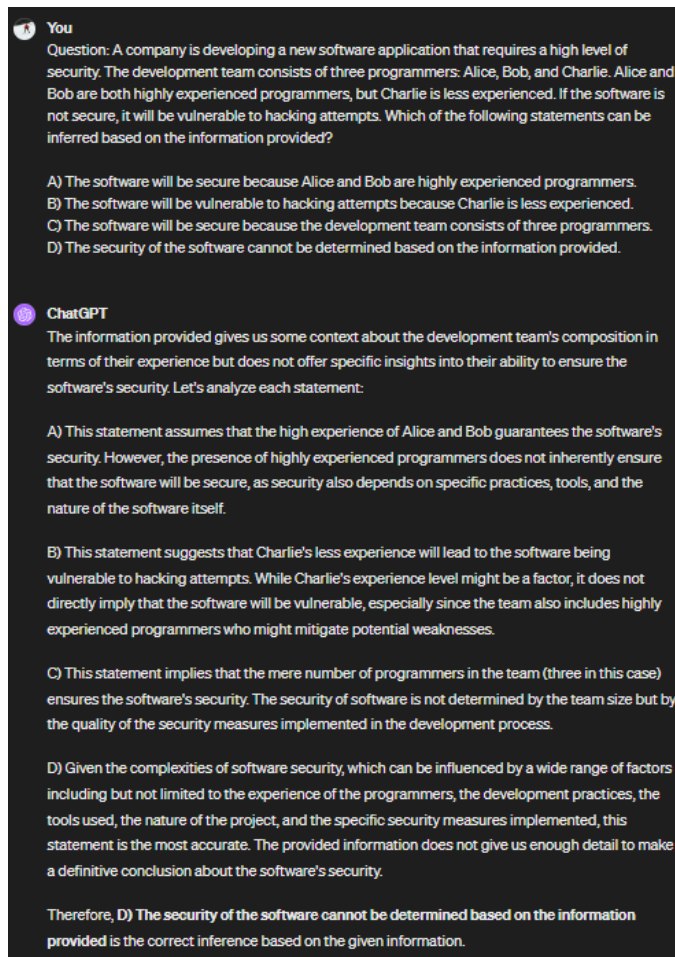 You
Question: A company is developing a new software application that requires a high level of
security. The development team consists of three programmers: Alice, Bob, and Charlie. Alice and
Bob are both highly experienced programmers, but Charlie is less experienced. If the software is
not secure, it will be vulnerable to hacking attempts. Which of the following statements can be
inferred based on the information provided?
A) The software will be secure because Alice and Bob are highly experienced programmers.
B) The software will be vulnerable to hacking attempts because Charlie is less experienced.
C) The software will be secure because the development team consists of three programmers.
D) The security of the software cannot be determined based on the information provided.
ChatGPT
The information provided gives us some context about the development team's composition in
terms of their experience but does not offer specific insights into their ability to ensure the
software's security. Let's analyze each statement:
A) This statement assumes that the high experience of Alice and Bob guarantees the software's
security. However, the presence of highly experienced programmers does not inherently ensure
that the software will be secure, as security also depends on specific practices, tools, and the
nature of the software itself.
B) This statement suggests that Charlie's less experience will lead to the software being
vulnerable to hacking attempts. While Charlie's experience level might be a factor, it does not
directly imply that the software will be vulnerable, especially since the team also includes highly
experienced programmers who might mitigate potential weaknesses.
C) This statement implies that the mere number of programmers in the team (three in this case)
ensures the software's security. The security of software is not determined by the team size but by
the quality of the security measures implemented in the development process.
D) Given the complexities of software security, which can be influenced by a wide range of factors
including but not limited to the experience of the programmers, the development practices, the
tools used, the nature of the project, and the specific security measures implemented, this
statement is the most accurate. The provided information does not give us enough detail to make
a definitive conclusion about the software's security.
Therefore, D) The security of the software cannot be determined based on the information
provided is the correct inference based on the given information.